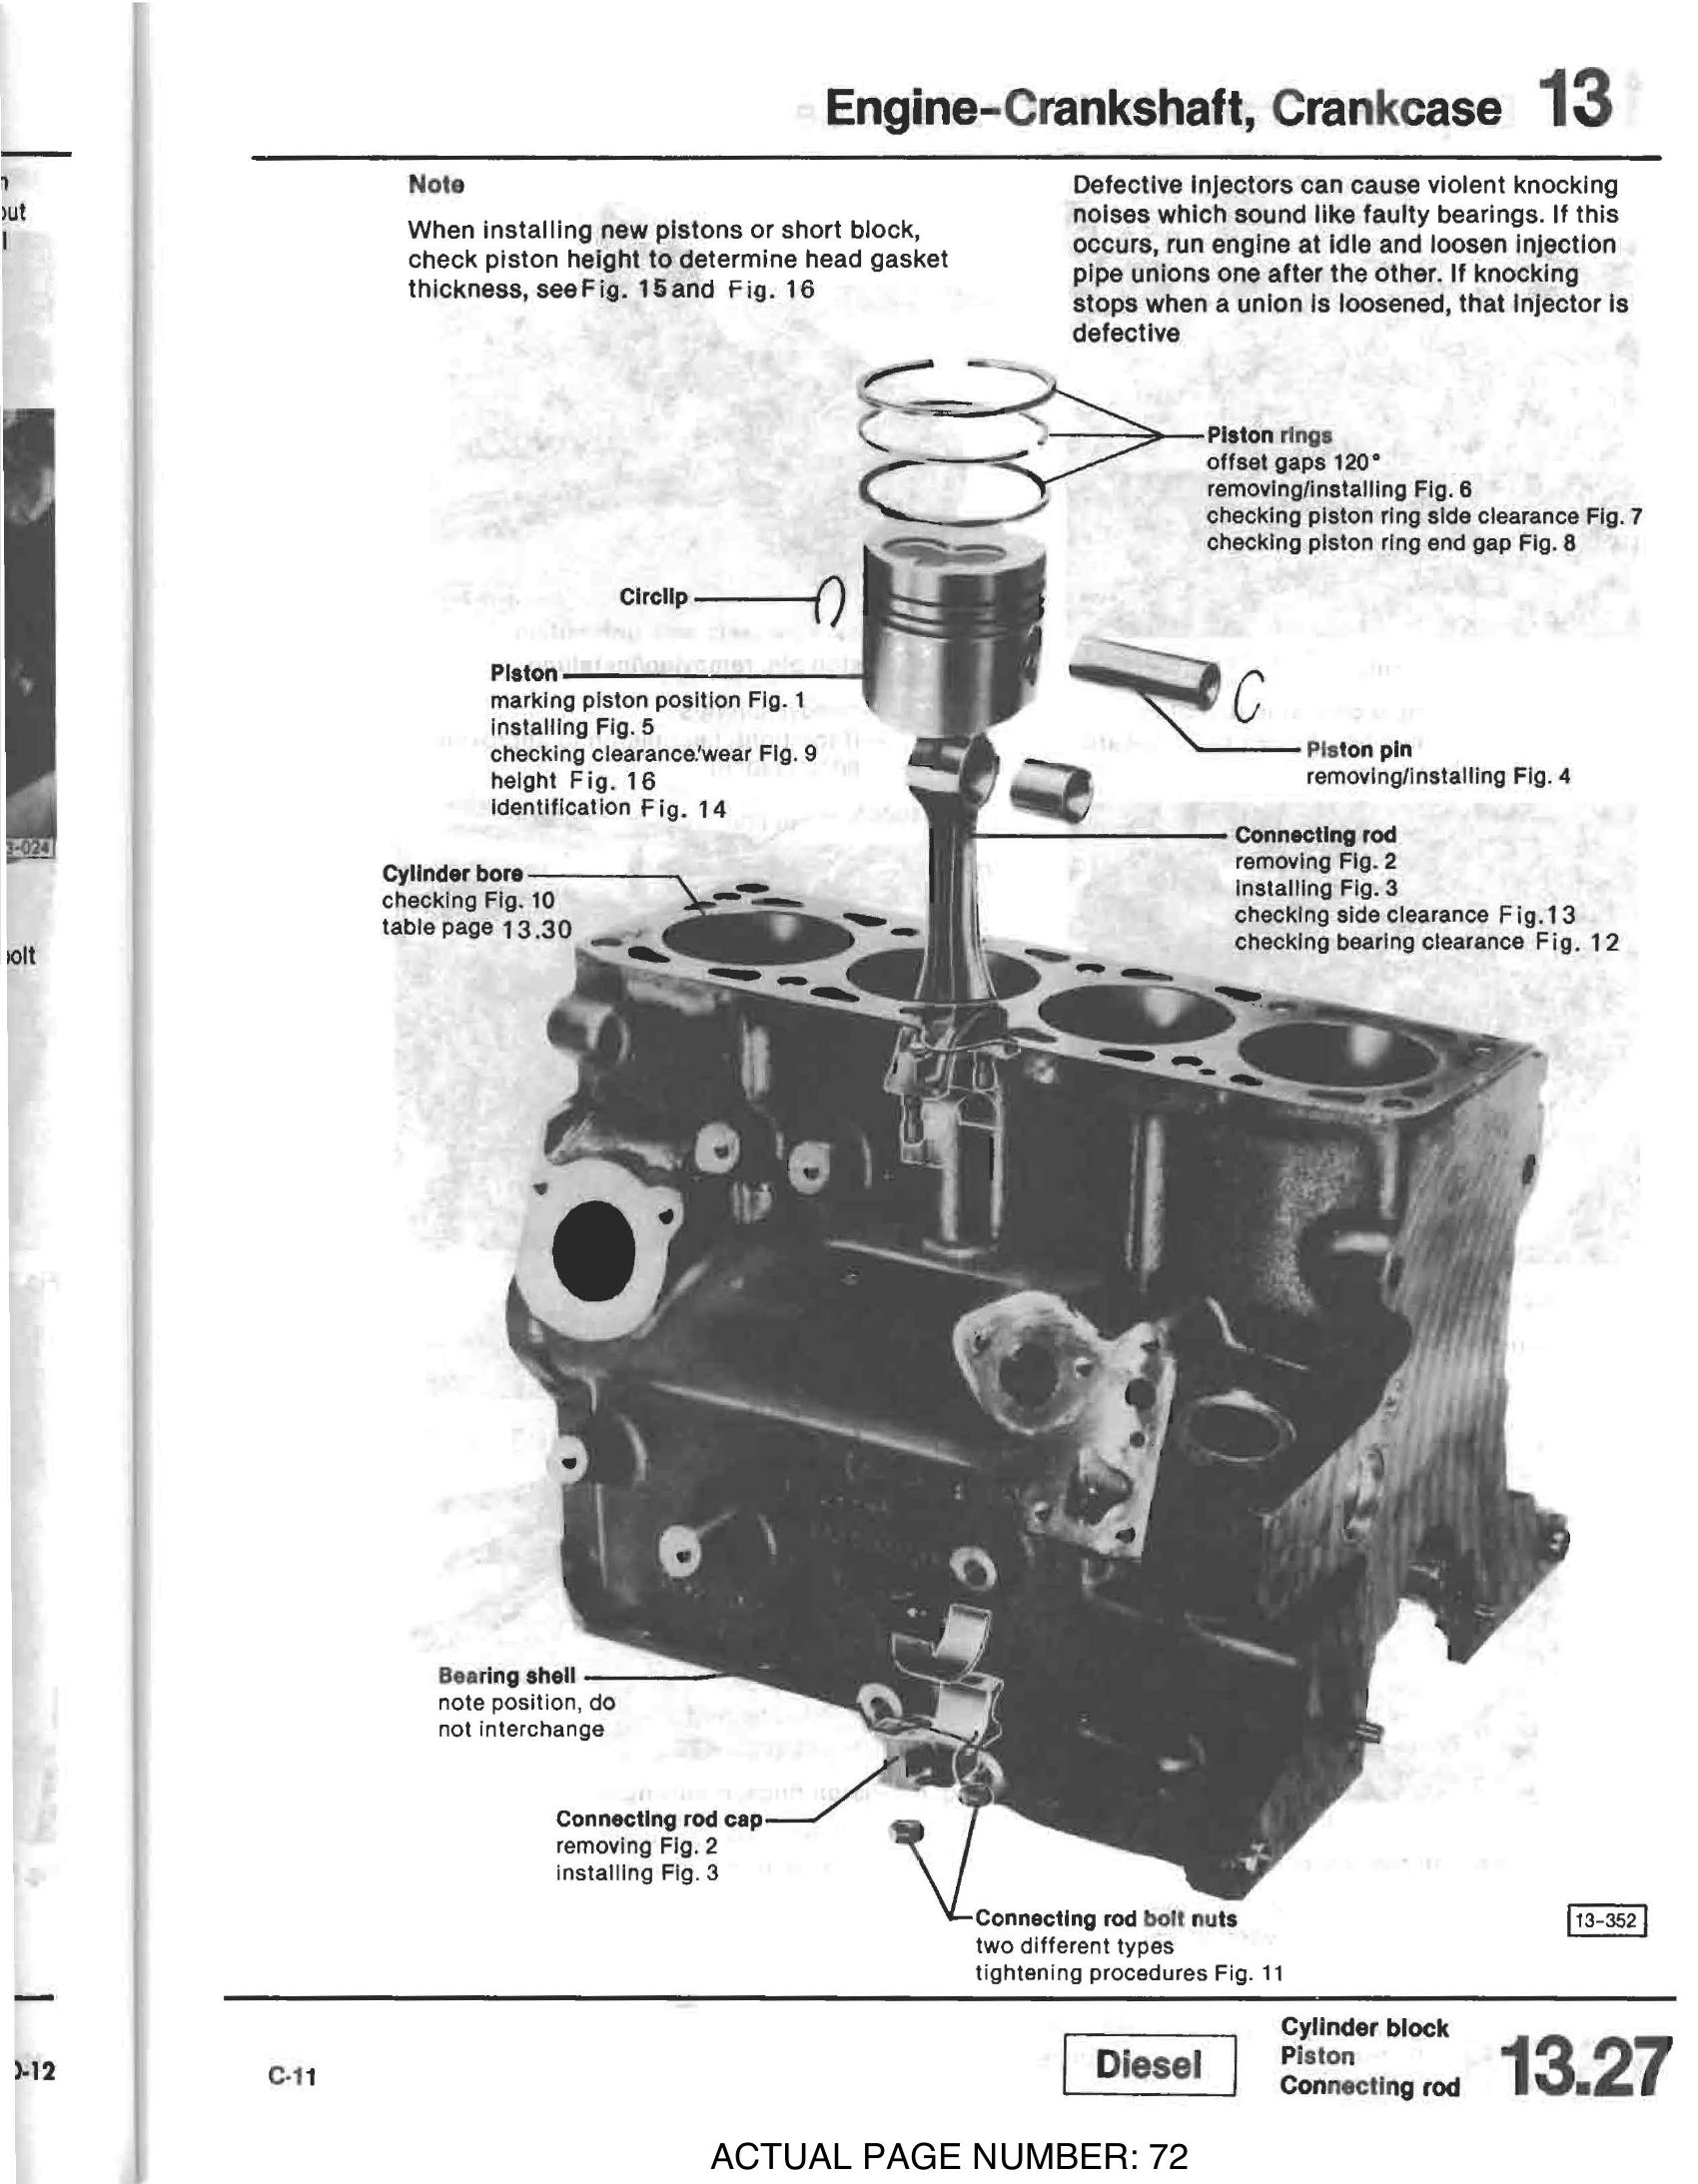 Engine-Crankshaft, Crankcase 13
Note
When installing new pistons or short block,
check piston height to determine head gasket
thickness, see Fig. 15 and Fig. 16
Defective injectors can cause violent knocking
noises which sound like faulty bearings. If this
occurs, run engine at idle and loosen injection
pipe unions one after the other. If knocking
stops when a union is loosened, that injector is
defective
Piston rings
offset gaps 120°
removing/installing Fig. 6
checking piston ring side clearance Fig. 7
checking piston ring end gap Fig. 8
Circlip
Piston
marking piston position Fig. 1
installing Fig. 5
checking clearance/wear Fig. 9
height Fig. 16
identification Fig. 14
Piston pin
removing/installing Fig. 4
Connecting rod
removing Fig. 2
installing Fig. 3
checking side clearance Fig.13
checking bearing clearance Fig. 12
Cylinder bore
checking Fig. 10
table page 13.30
Bearing shell
note position, do
not interchange
Connecting rod cap
removing Fig. 2
installing Fig. 3
Connecting rod bolt nuts
two different types
tightening procedures Fig. 11
13-352
C-11
Diesel
Cylinder block
Piston
Connecting rod
13.27
ACTUAL PAGE NUMBER: 72